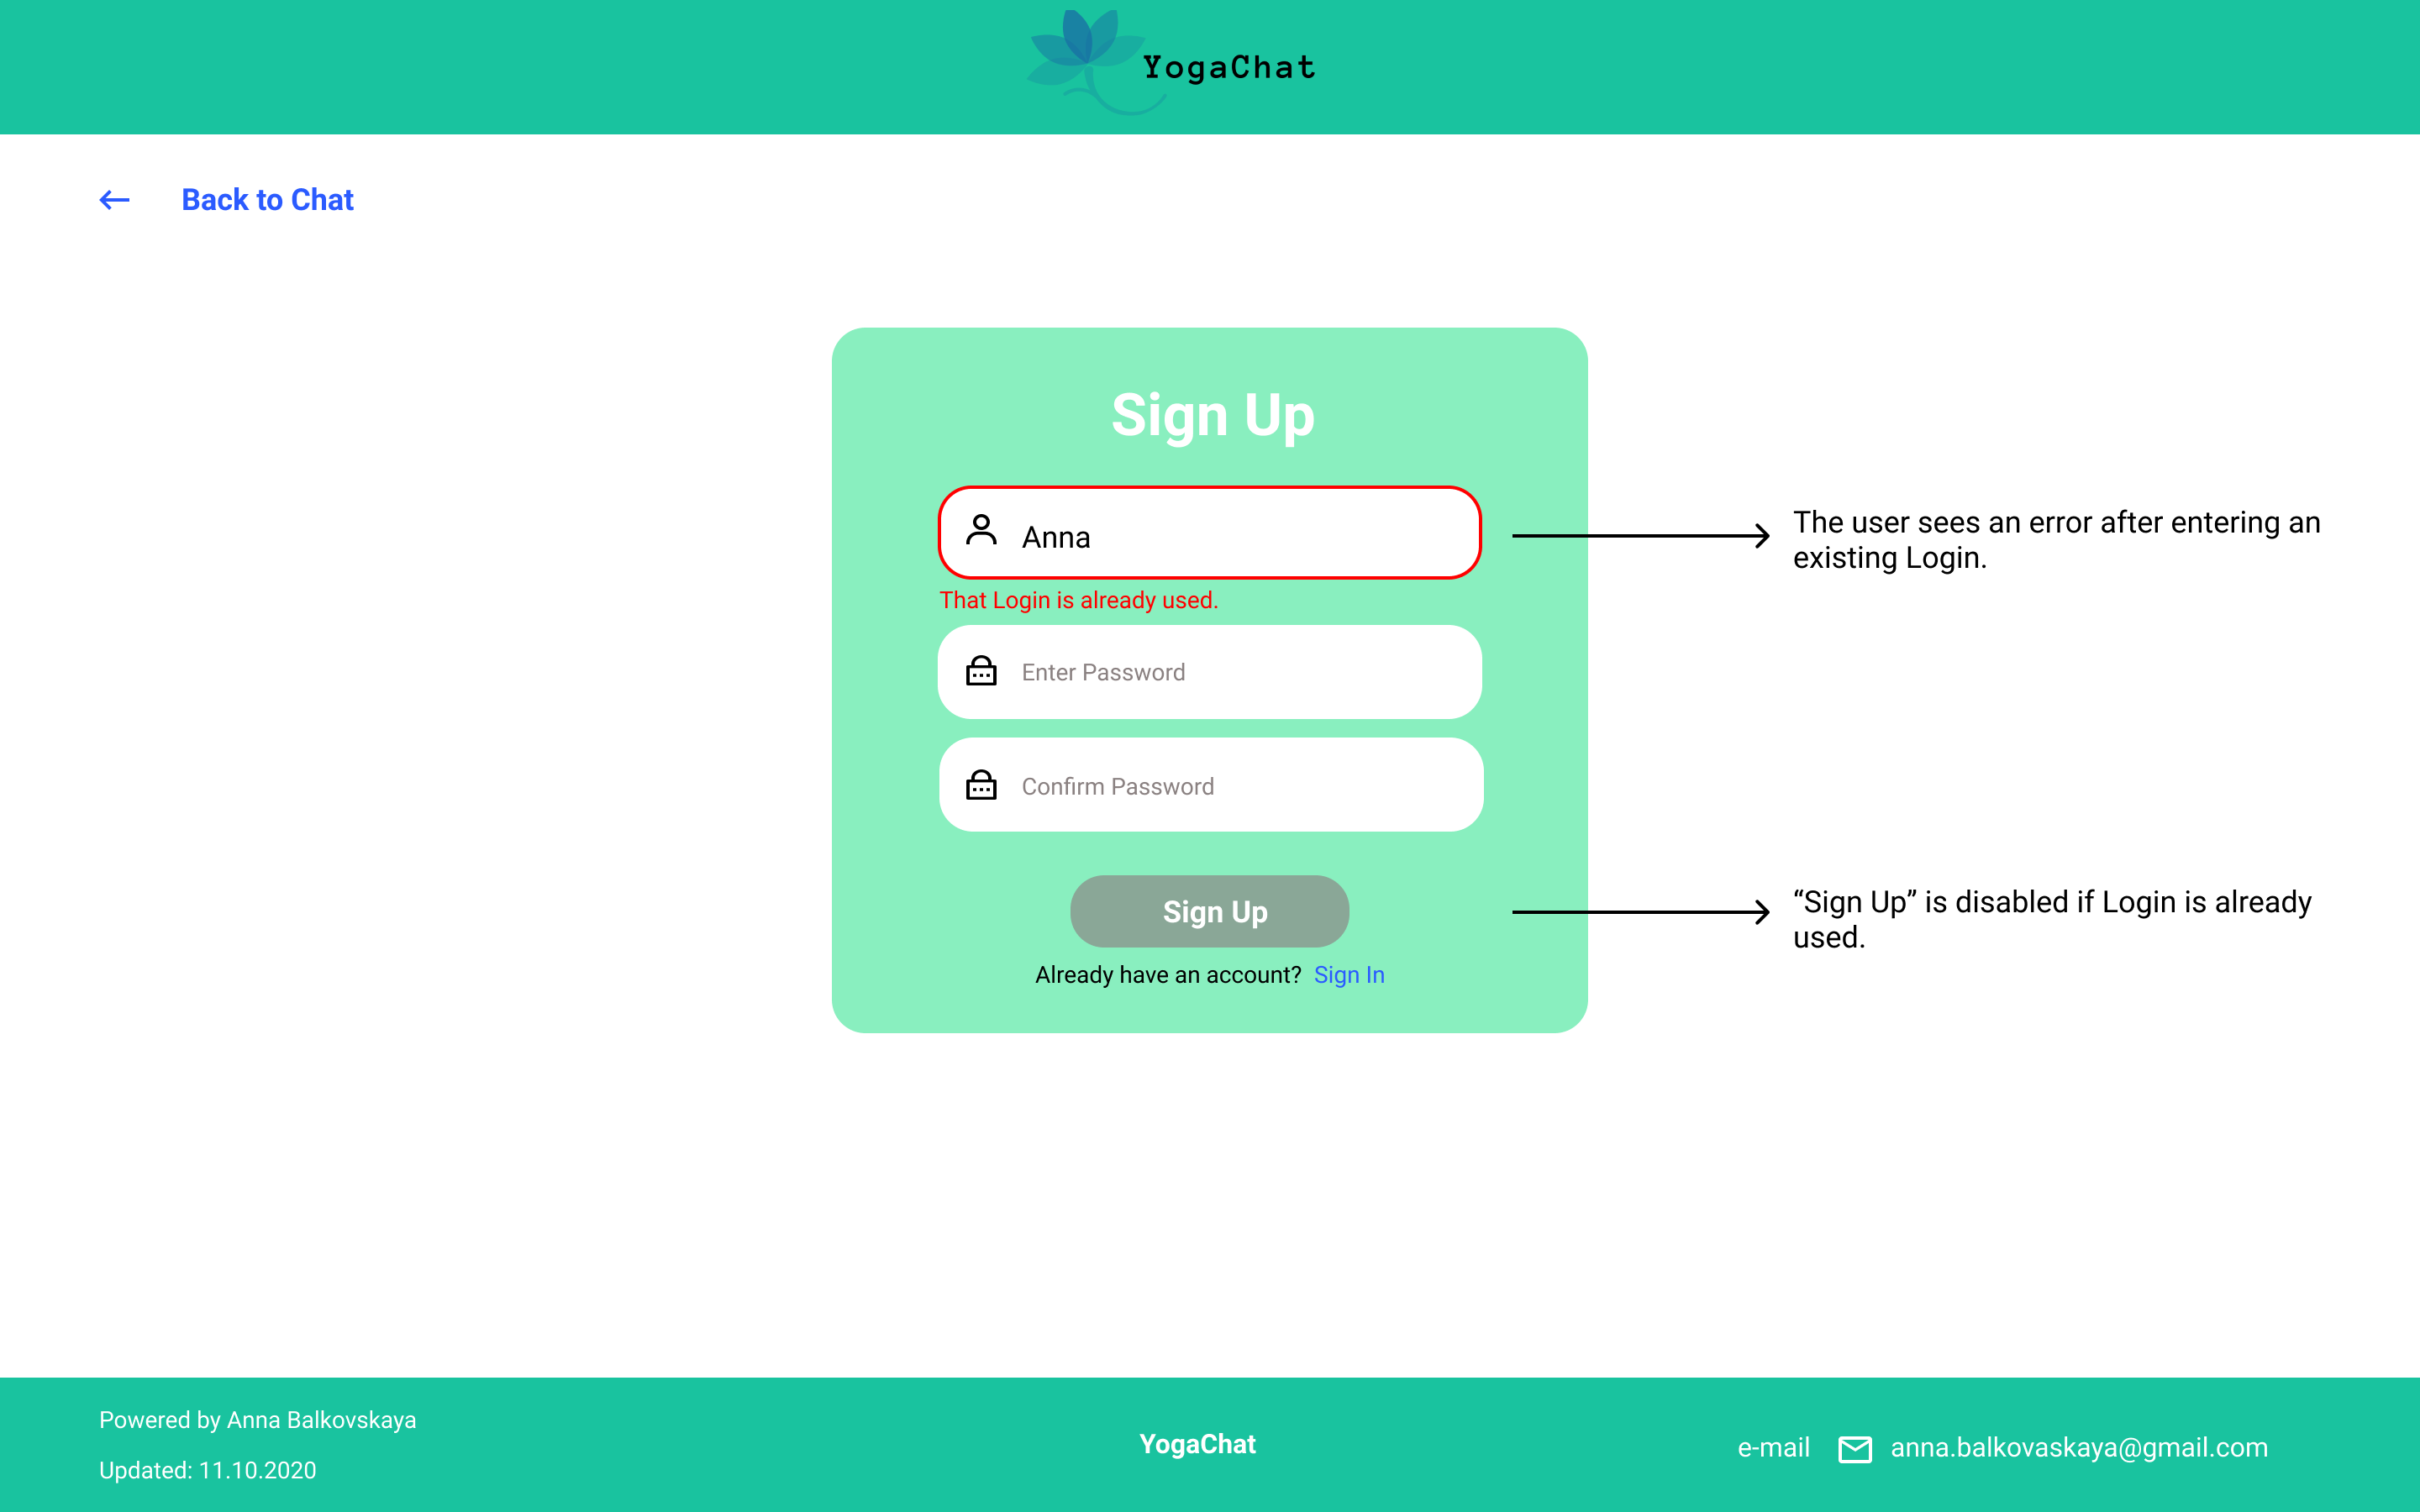 YogaChat
Back to Chat
Sign Up
Anna
That Login is already used.
Enter Password
Confirm Password
Sign Up
Already have an account? Sign In
The user sees an error after entering an
existing Login.
“Sign Up” is disabled if Login is already
used.
Powered by Anna Balkovskaya
Updated: 11.10.2020
YogaChat
e-mail anna.balkovaskaya@gmail.com